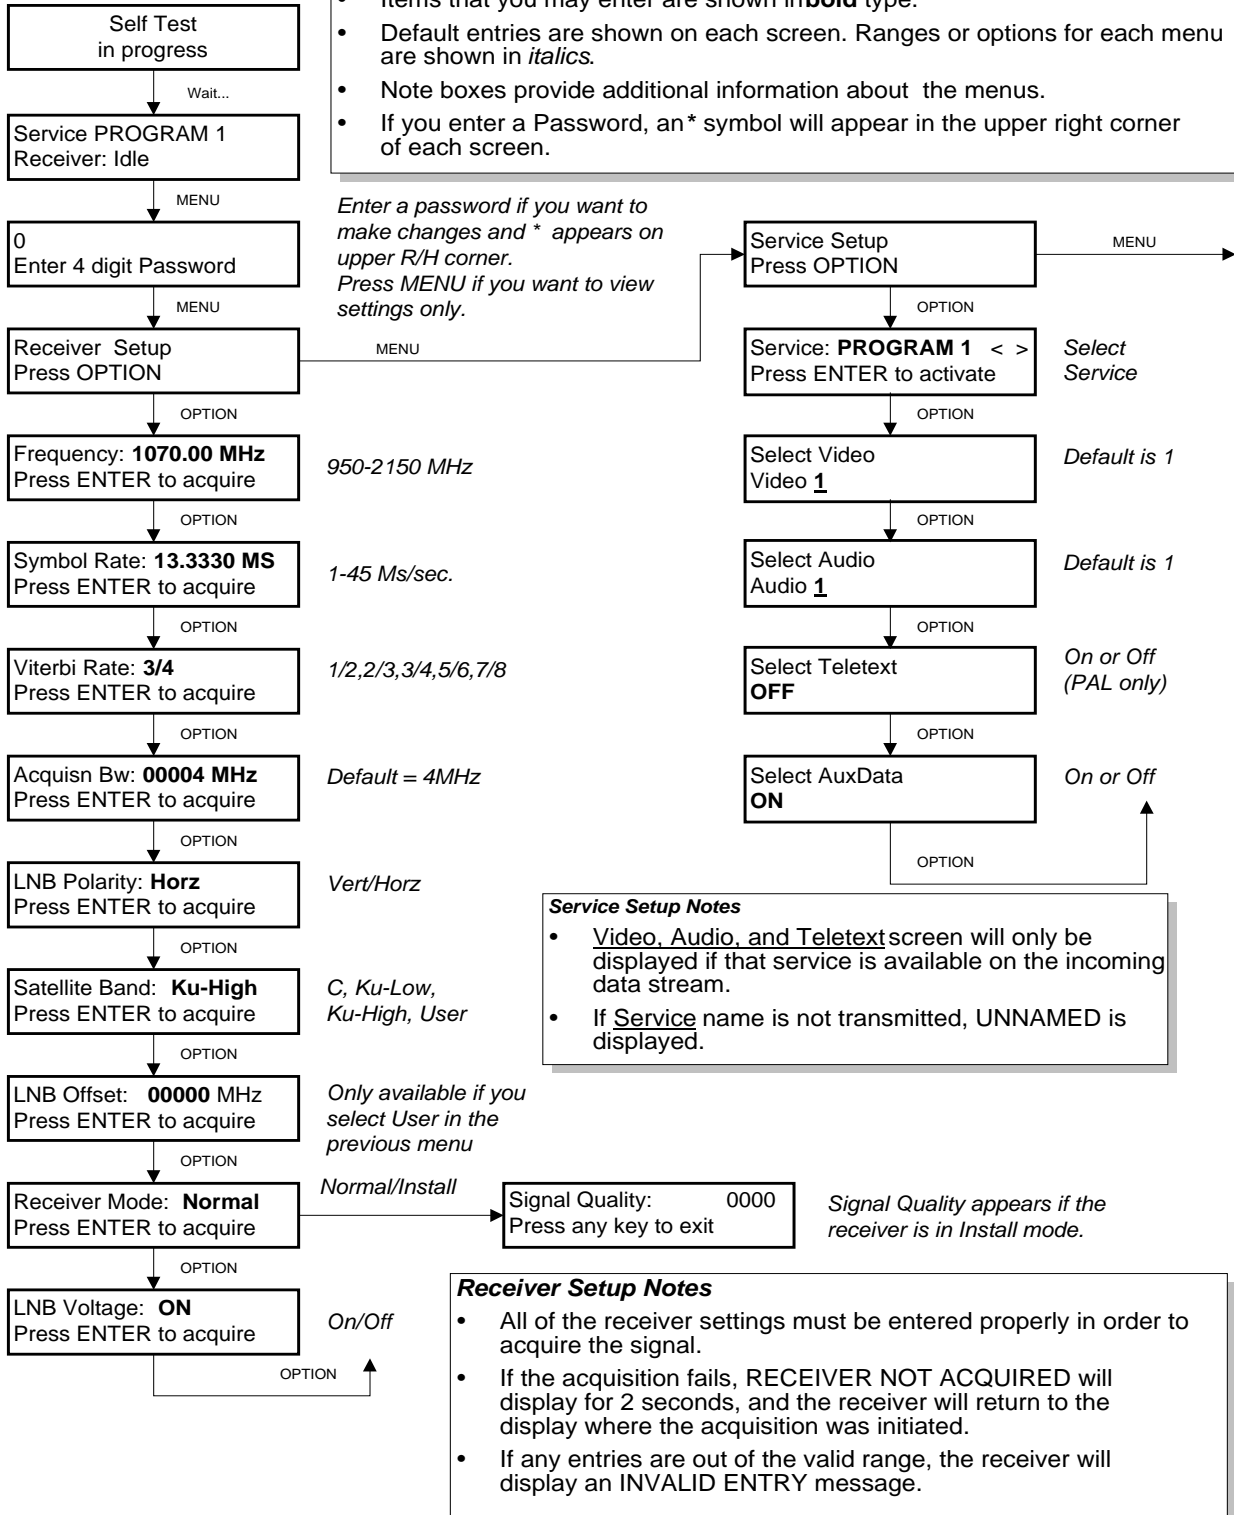 Items that you may enter are shown in bold type.
• Default entries are shown on each screen. Ranges or options for each menu
are shown in italics.
• Note boxes provide additional information about the menus.
• If you enter a Password, an * symbol will appear in the upper right corner
of each screen.
Self Test
in progress
Wait...
Service PROGRAM 1
Receiver: Idle
MENU
0
Enter 4 digit Password
Enter a password if you want to
make changes and * appears on
upper R/H corner.
Press MENU if you want to view
settings only.
MENU
Receiver Setup
Press OPTION
MENU
OPTION
Frequency: 1070.00 MHz
Press ENTER to acquire
950-2150 MHz
OPTION
Symbol Rate: 13.3330 MS
Press ENTER to acquire
1-45 Ms/sec.
OPTION
Viterbi Rate: 3/4
Press ENTER to acquire
1/2,2/3,3/4,5/6,7/8
OPTION
Acquisn Bw: 00004 MHz
Press ENTER to acquire
Default = 4MHz
OPTION
LNB Polarity: Horz
Press ENTER to acquire
Vert/Horz
OPTION
Satellite Band: Ku-High
Press ENTER to acquire
C, Ku-Low,
Ku-High, User
OPTION
LNB Offset: 00000 MHz
Press ENTER to acquire
Only available if you
select User in the
previous menu
OPTION
Receiver Mode: Normal
Press ENTER to acquire
Normal/Install
Signal Quality: 0000
Press any key to exit
Signal Quality appears if the
receiver is in Install mode.
OPTION
LNB Voltage: ON
Press ENTER to acquire
On/Off
OPTION
Service Setup
Press OPTION
MENU
OPTION
Service: PROGRAM 1 < >
Press ENTER to activate
Select
Service
OPTION
Select Video
Video 1
Default is 1
OPTION
Select Audio
Audio 1
Default is 1
OPTION
Select Teletext
OFF
On or Off
(PAL only)
OPTION
Select AuxData
ON
On or Off
OPTION
Service Setup Notes
• Video, Audio, and Teletext screen will only be
displayed if that service is available on the incoming
data stream.
• If Service name is not transmitted, UNNAMED is
displayed.
Receiver Setup Notes
• All of the receiver settings must be entered properly in order to
acquire the signal.
• If the acquisition fails, RECEIVER NOT ACQUIRED will
display for 2 seconds, and the receiver will return to the
display where the acquisition was initiated.
• If any entries are out of the valid range, the receiver will
display an INVALID ENTRY message.